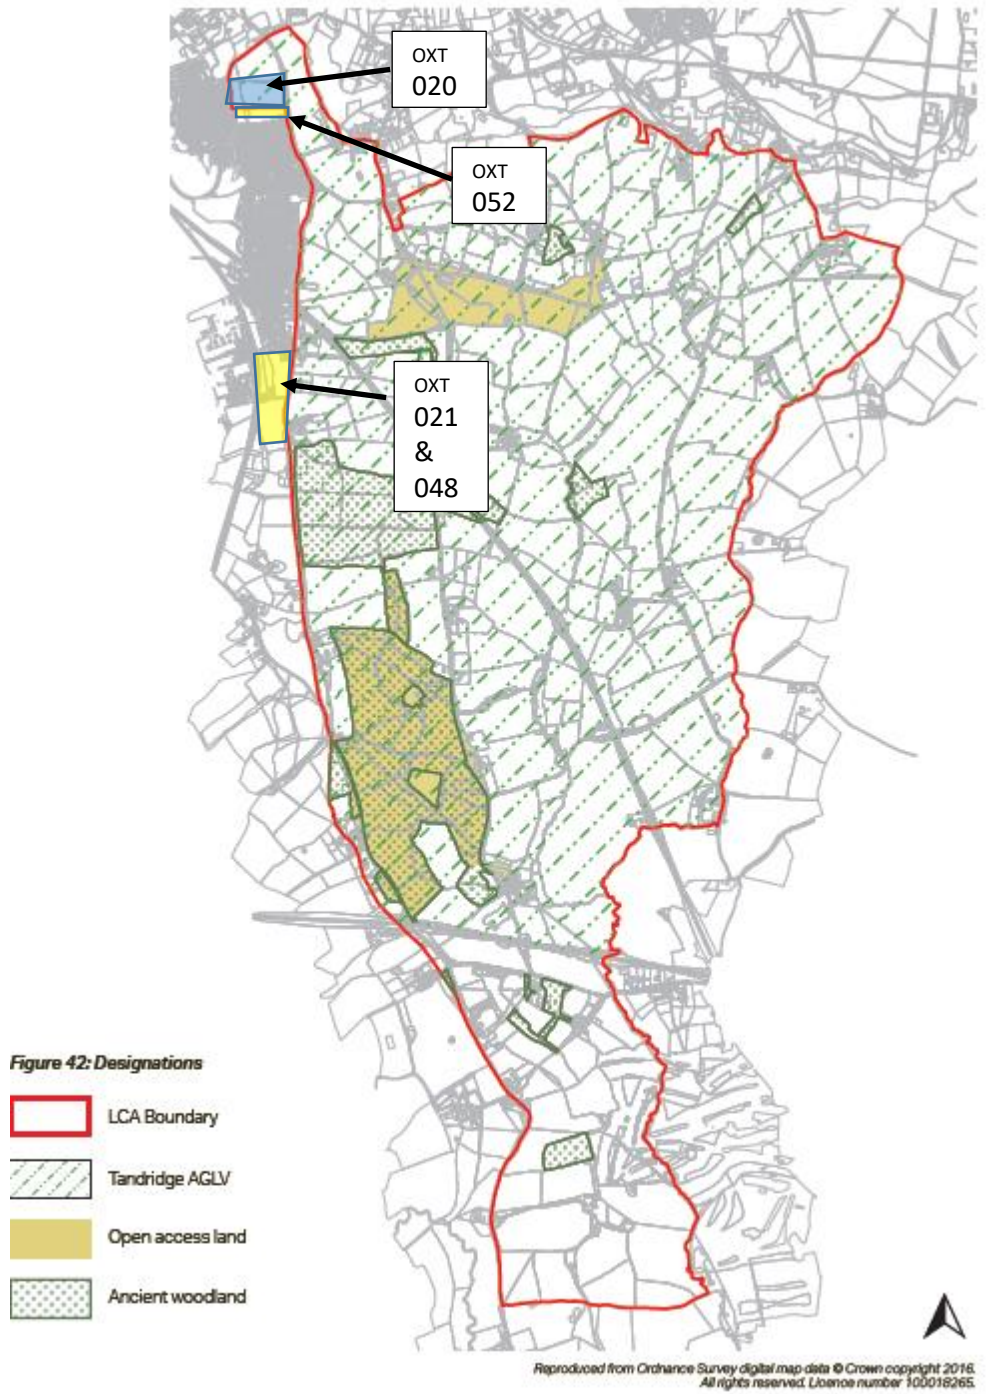 OXT
020
OXT
052
OXT
021
&
048
Figure 42: Designations
LCA Boundary
Tandridge AGLV
Open access land
Ancient woodland
Reproduced from Ordnance Survey digital map data © Crown copyright 2016.
All rights reserved. Licence number 100018265.